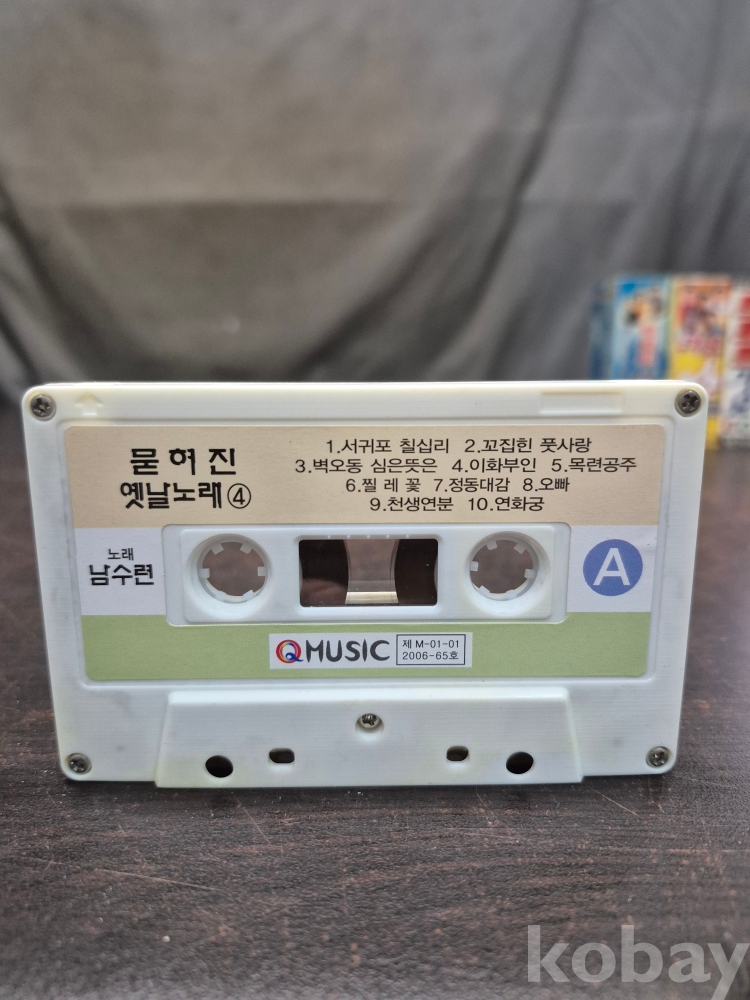 묻혀진
옛날노래④
1.서귀포 칠십리 2.꼬집힌 풋사랑
3.벽오동 심은뜻은 4.이화부인 5.목련공주
6.찔레꽃 7.정동대감 8.오빠
9.천생연분 10.연화궁
노래
남수련
A
QMUSIC
제 M-01-01
2006-65호
kobay